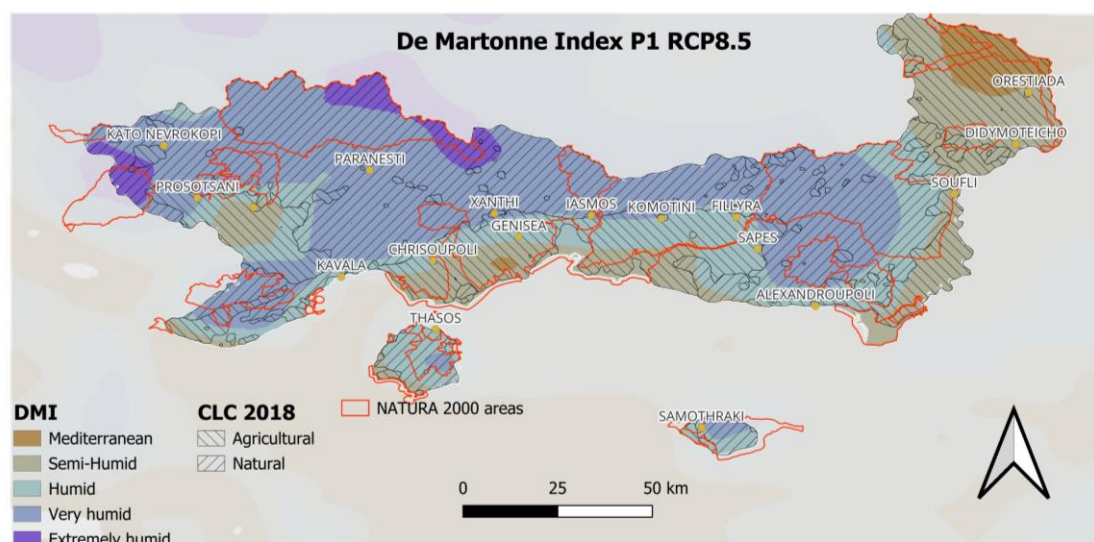 De Martonne Index P1 RCP8.5
ORESTIADA
DIDYMOTEICHO
KATO NEVROKOPI
PARANESTI
SOUFLI
PROSOTSANI
XANTHI
IASMOS
KOMOTINI
FILLYRA
GENISEA
SAPES
CHRISOUPOLI
KAVALA
ALEXANDROUPOLI
THASOS
SAMOTHRAKI
DMI
Mediterranean
Semi-Humid
Humid
Very humid
Extremely humid
CLC 2018
Agricultural
Natural
NATURA 2000 areas
0 25 50 km